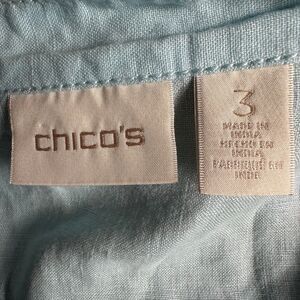 chico's
3
MADE IN
INDIA
HECHO EN
INDIA
FABRIQUÉ EN
INDE